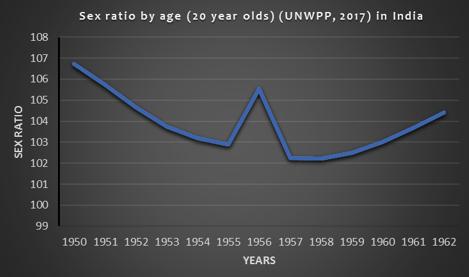 Sex ratio by age (20 year olds) (UNWPP, 2017) in India
108
107
106
105
104
103
102
101
100
99
SEX RATIO
1950 1951 1952 1953 1954 1955 1956 1957 1958 1959 1960 1961 1962
YEARS